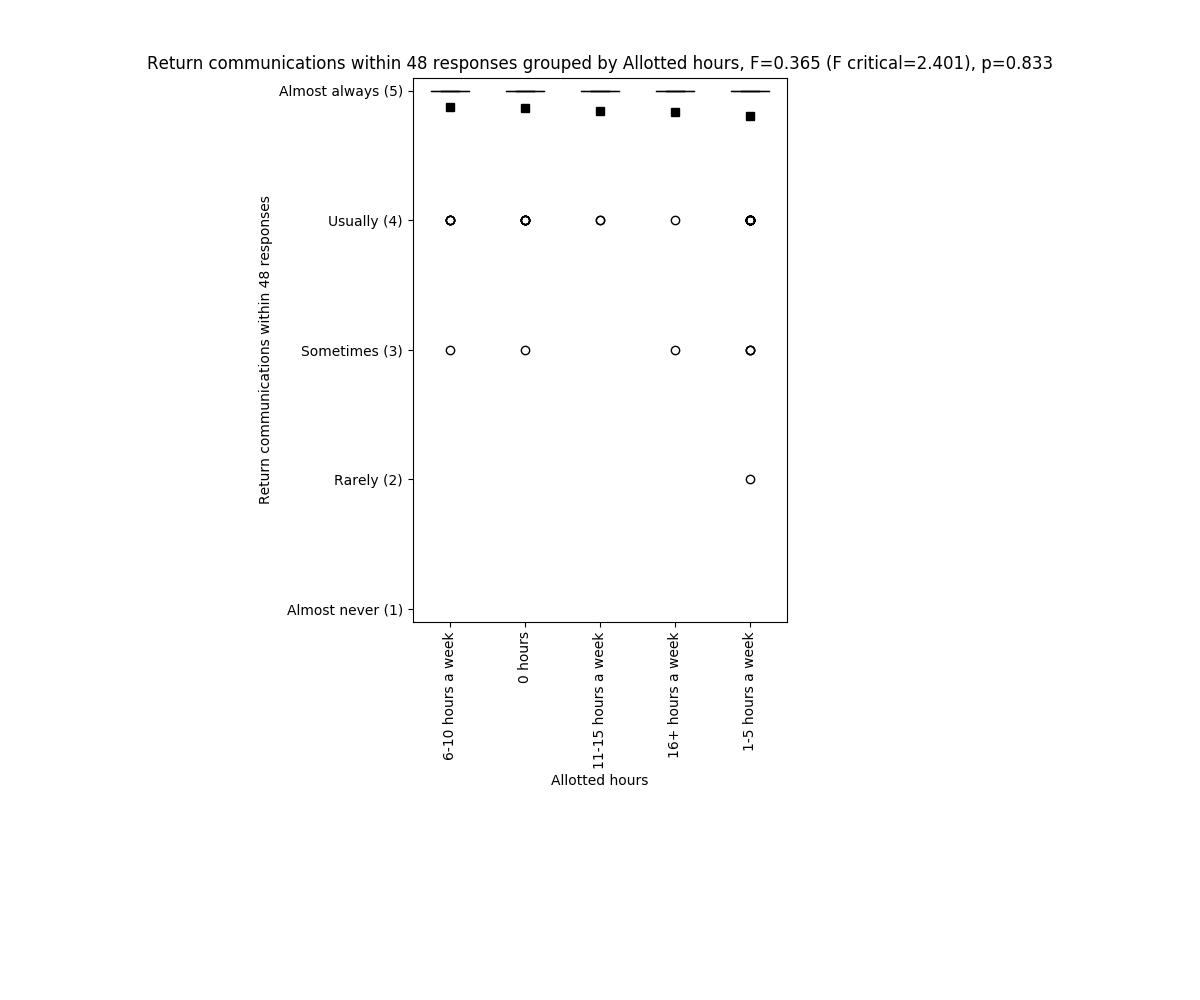 Return communications within 48 responses grouped by Allotted hours, F=0.365 (F critical=2.401), p=0.833
Return communications within 48 responses
Almost always (5)
Usually (4)
Sometimes (3)
Rarely (2)
Almost never (1)
6-10 hours a week
0 hours
11-15 hours a week
16+ hours a week
1-5 hours a week
Allotted hours